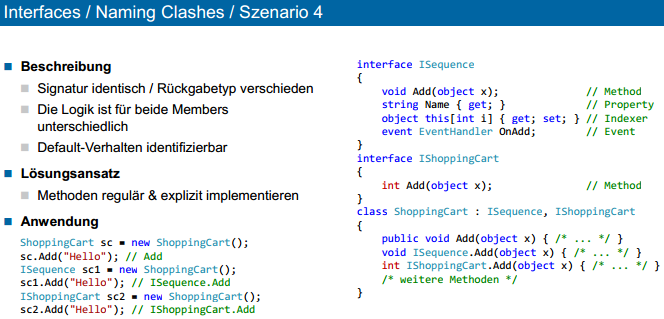 Interfaces / Naming Clashes / Szenario 4
Beschreibung
Signatur identisch / Rückgabetyp verschieden
Die Logik ist für beide Members
unterschiedlich
Default-Verhalten identifizierbar
Lösungsansatz
Methoden regulär & explizit implementieren
Anwendung
ShoppingCart sc = new ShoppingCart();
sc.Add("Hello"); // Add
ISequence sc1 = new ShoppingCart();
sc1.Add("Hello"); // ISequence.Add
IShoppingCart sc2 = new ShoppingCart();
sc2.Add("Hello"); // IShoppingCart.Add
interface ISequence
{
void Add(object x); // Method
string Name { get; } // Property
object this[int i] { get; set; } // Indexer
event EventHandler OnAdd; // Event
}
interface IShoppingCart
{
int Add(object x); // Method
}
class ShoppingCart : ISequence, IShoppingCart
{
public void Add(object x) { /* ... */ }
void ISequence.Add(object x) { /* ... */ }
int IShoppingCart.Add(object x) { /* ... */ }
/* weitere Methoden */
}